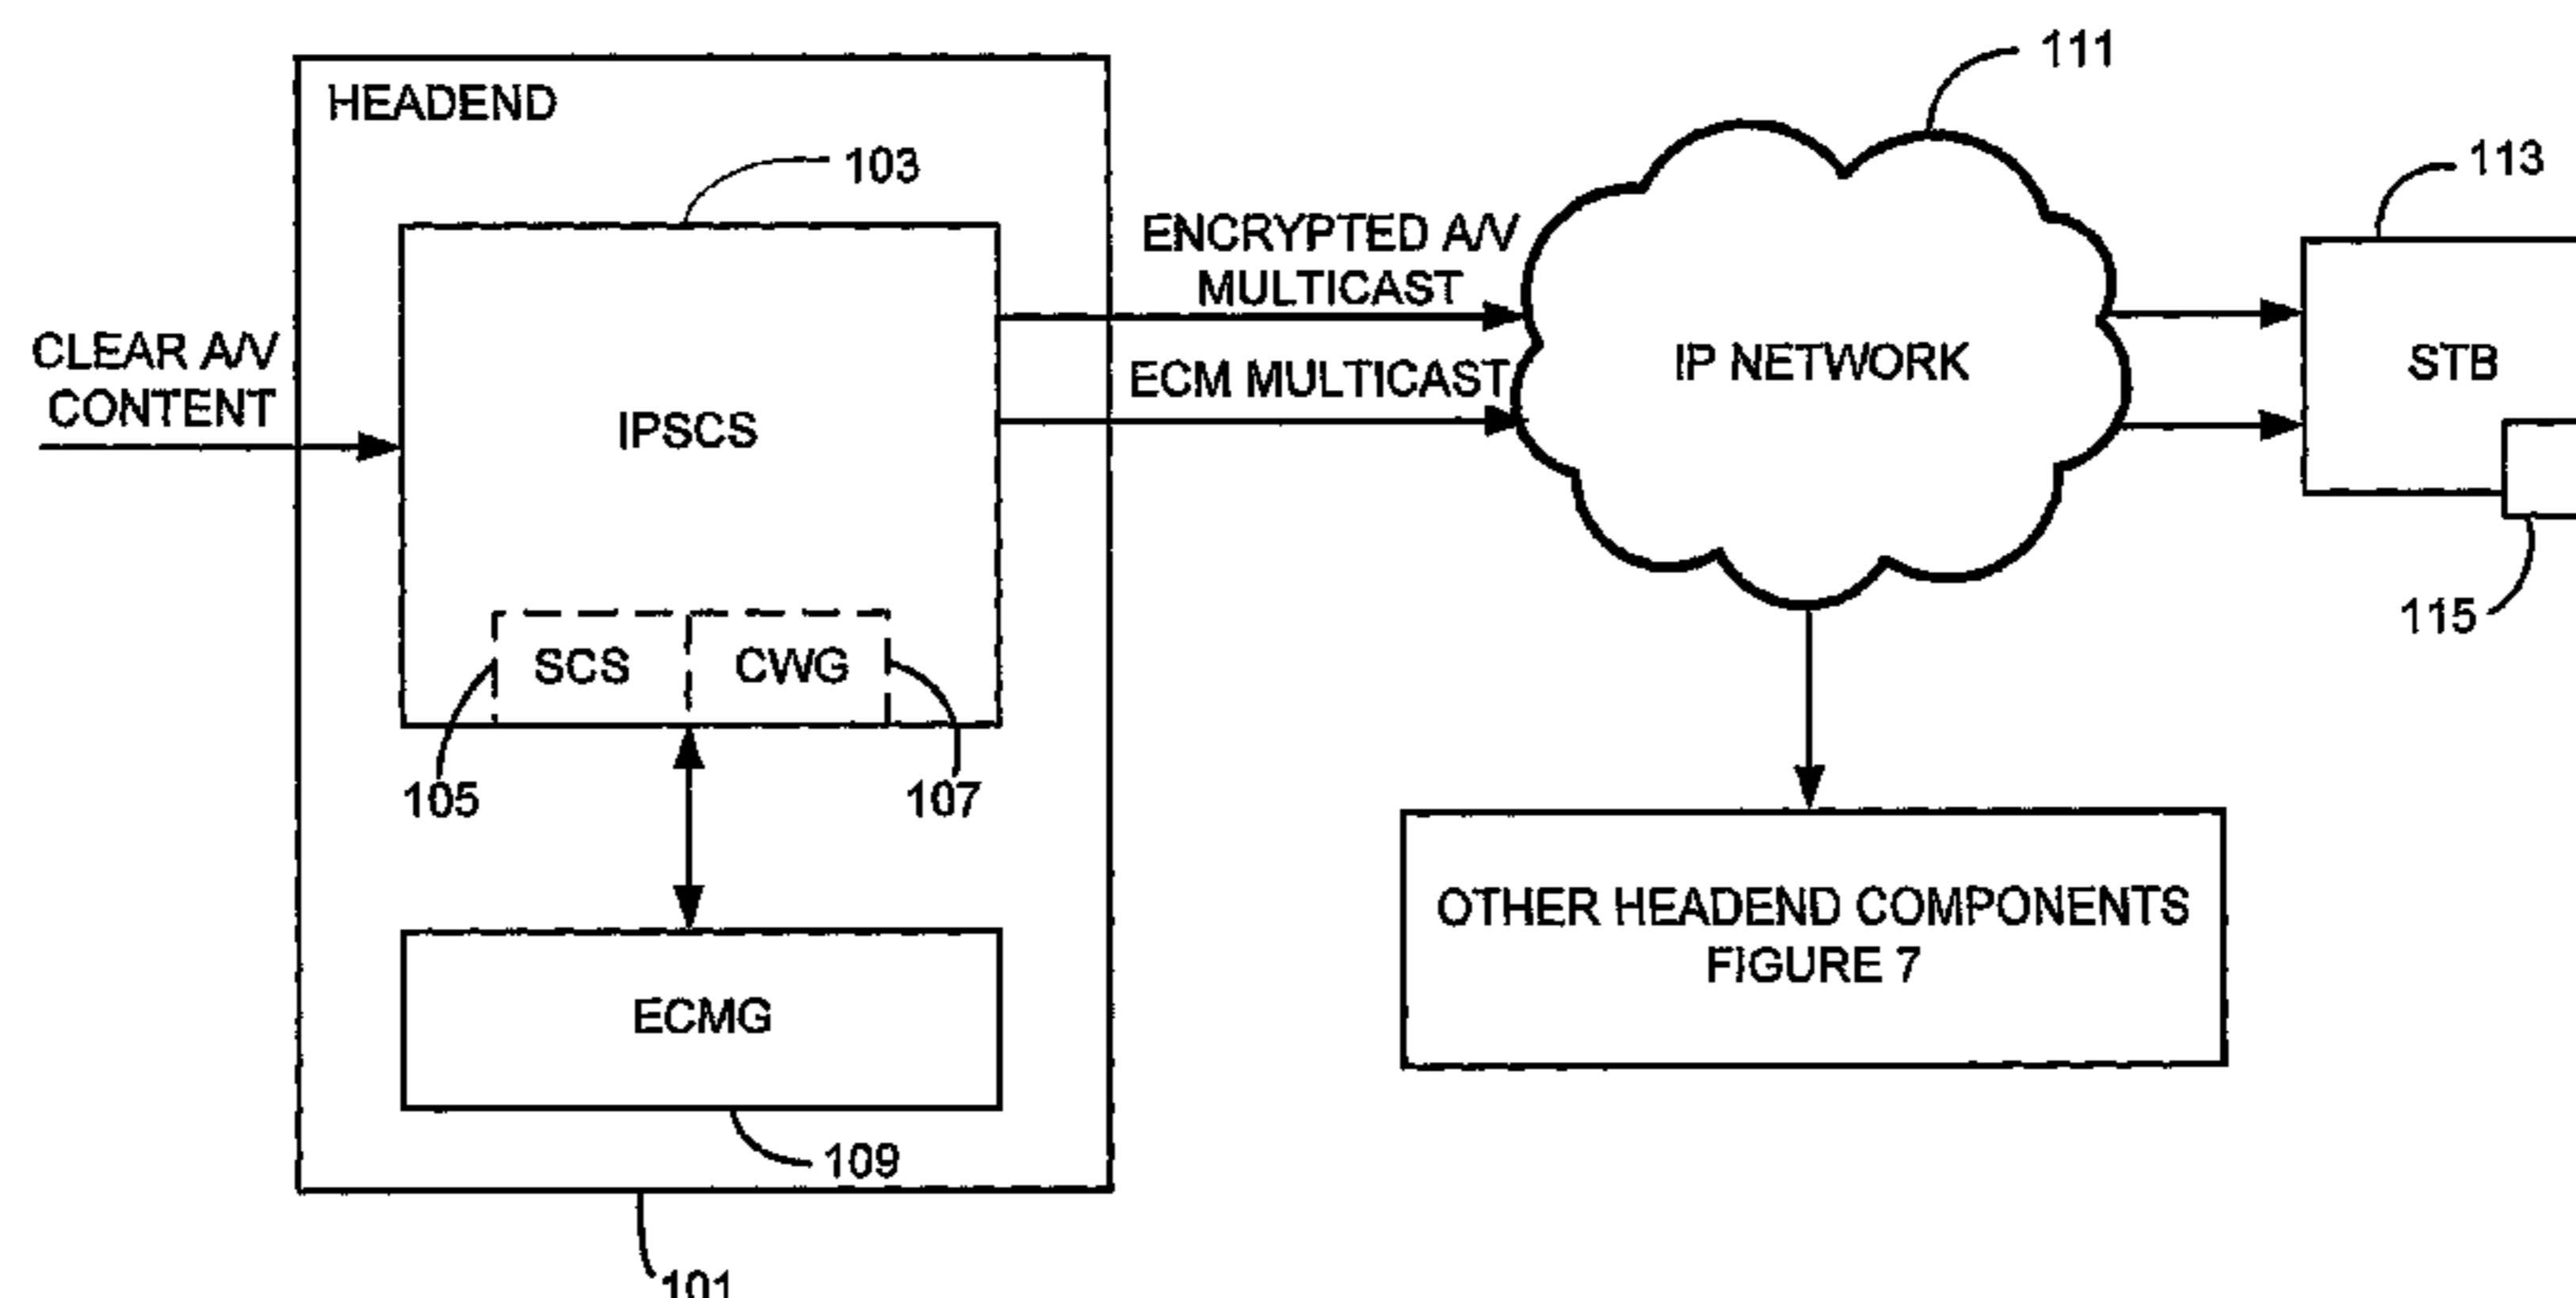 HEADEND
111
103
113
ENCRYPTED A/V
MULTICAST
CLEAR A/V
CONTENT
ECM MULTICAST
IP NETWORK
STB
IPSCS
SCS
CWG
115
105
107
OTHER HEADEND COMPONENTS
FIGURE 7
ECMG
109
101